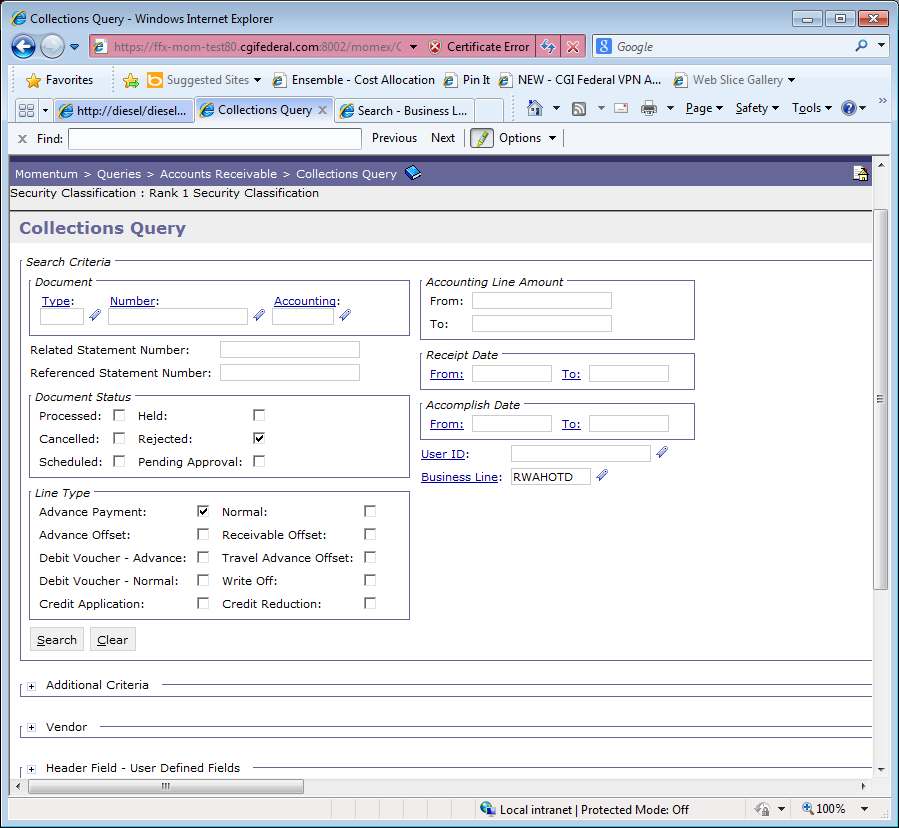 Collections Query - Windows Internet Explorer
https://ffx-mom-test80.cgifederal.com:8002/momex/C Certificate Error Google
Favorites Suggested Sites Ensemble - Cost Allocation Pin It NEW - CGI Federal VPN A... Web Slice Gallery
http://diesel/diesel... Collections Query Search - Business L... Page Safety Tools
Find: Previous Next Options
Momentum > Queries > Accounts Receivable > Collections Query
Security Classification : Rank 1 Security Classification
Collections Query
Search Criteria
Document
Type: Number: Accounting:
Related Statement Number:
Referenced Statement Number:
Document Status
Processed: Held:
Cancelled: Rejected:
Scheduled: Pending Approval:
Line Type
Advance Payment: Normal:
Advance Offset: Receivable Offset:
Debit Voucher - Advance: Travel Advance Offset:
Debit Voucher - Normal: Write Off:
Credit Application: Credit Reduction:
Accounting Line Amount
From:
To:
Receipt Date
From: To:
Accomplish Date
From: To:
User ID:
Business Line: RWAHOTD
Search Clear
Additional Criteria
Vendor
Header Field - User Defined Fields
Local intranet | Protected Mode: Off 100%